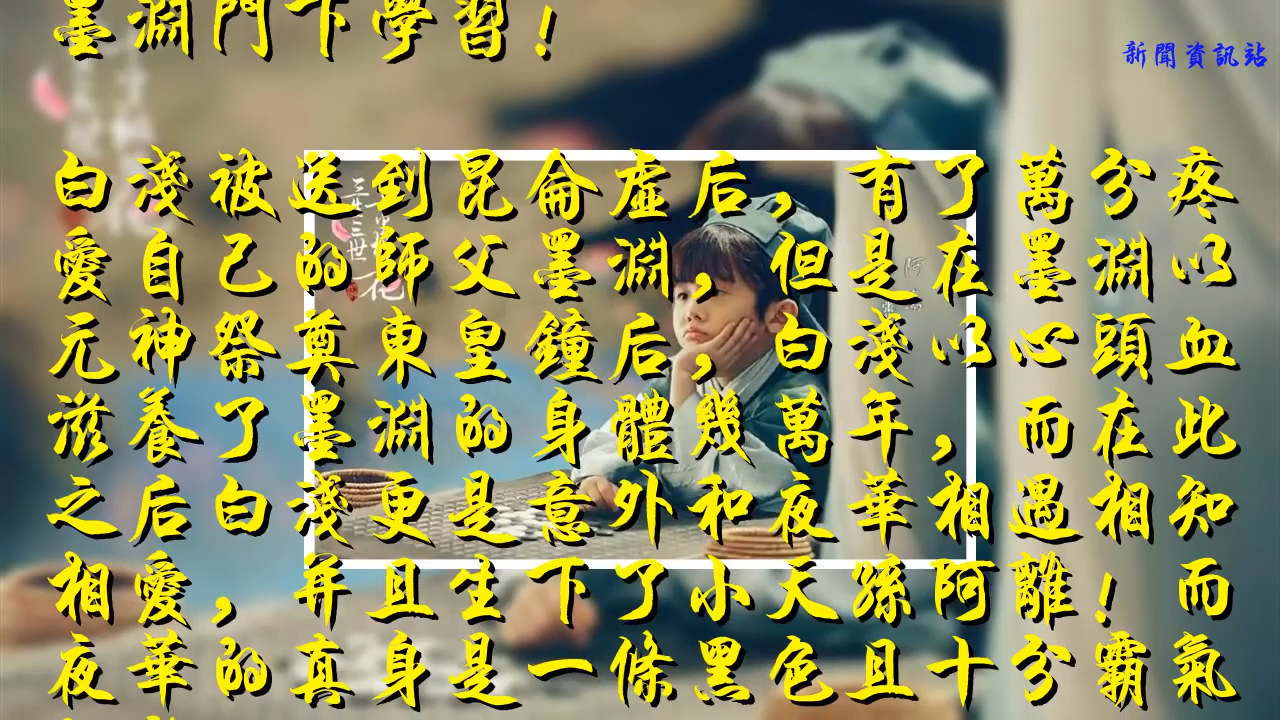 墨淵門下學習！
新聞資訊站
白淺被送到昆侖虛后，有了萬分疼
愛自己的師父墨淵，但是在墨淵以
元神祭奠東皇鐘后，白淺以心頭血
滋養了墨淵的身體幾萬年，而在此
之后白淺更是意外和夜華相遇相知
相愛，并且生下了小天孫阿離！而
夜華的真身是一條黑色且十分霸氣